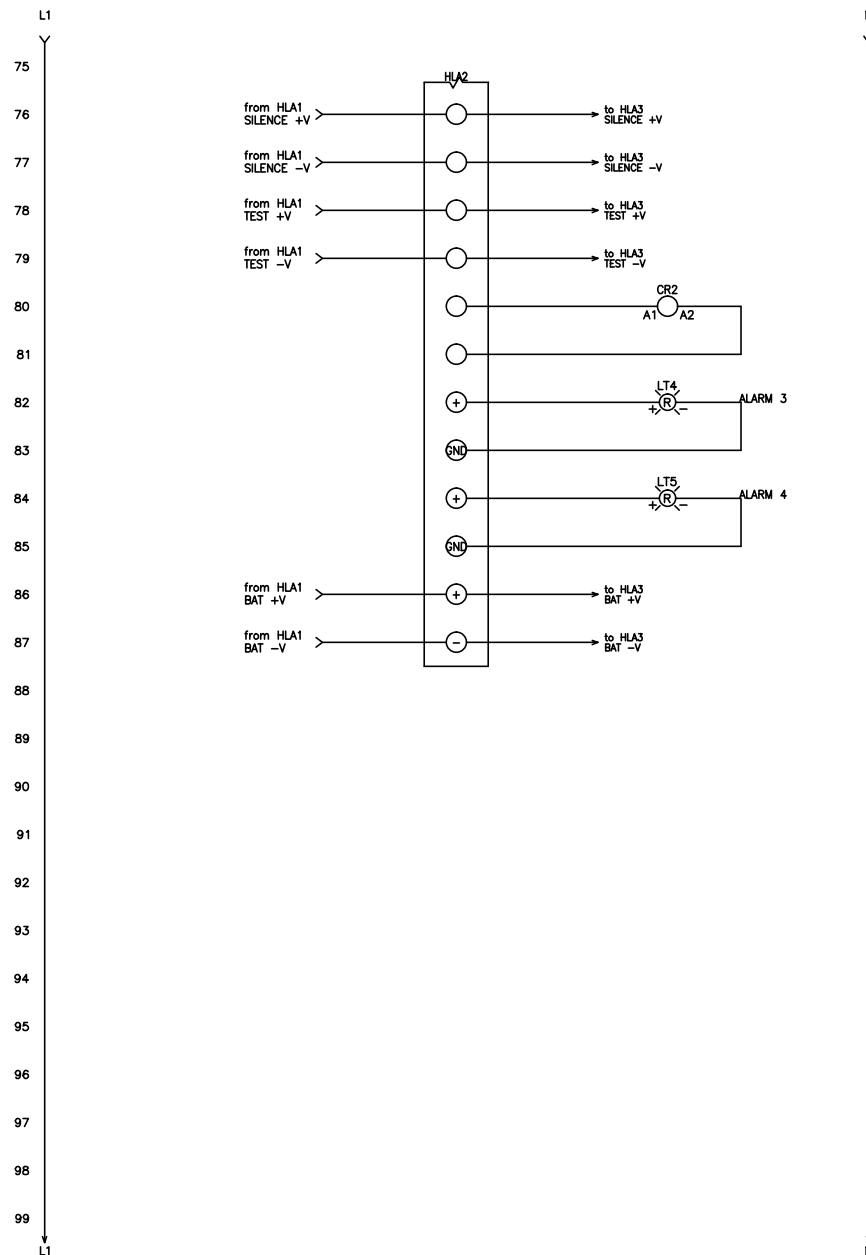 L1
75
HLA2
76
from HLA1
SILENCE +V
to HLA3
SILENCE +V
77
from HLA1
SILENCE -V
to HLA3
SILENCE -V
78
from HLA1
TEST +V
to HLA3
TEST +V
79
from HLA1
TEST -V
to HLA3
TEST -V
80
CR2
A1 A2
81
82
+
LT4
+ R -
ALARM 3
83
GND
84
+
LT5
+ R -
ALARM 4
85
GND
86
from HLA1
BAT +V
+
to HLA3
BAT +V
87
from HLA1
BAT -V
-
to HLA3
BAT -V
88
89
90
91
92
93
94
95
96
97
98
99
L1